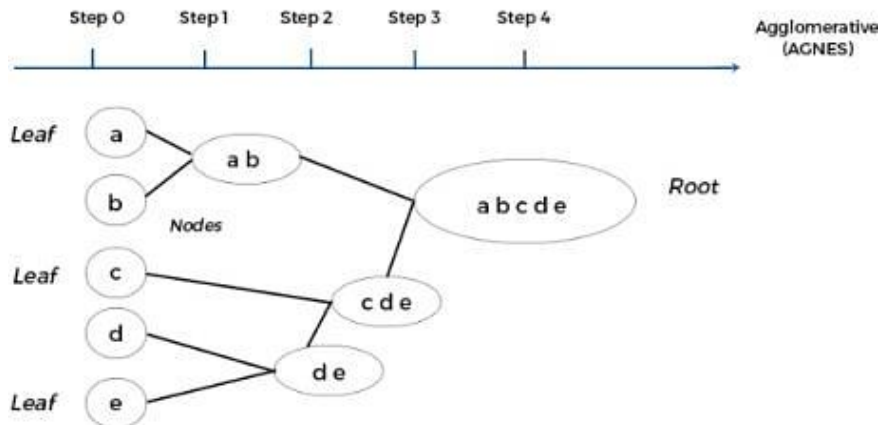 Step 0 Step 1 Step 2 Step 3 Step 4
Agglomerative
(AGNES)
Leaf a
a b
b
a b c d e Root
Nodes
Leaf c
c d e
d
d e
Leaf e